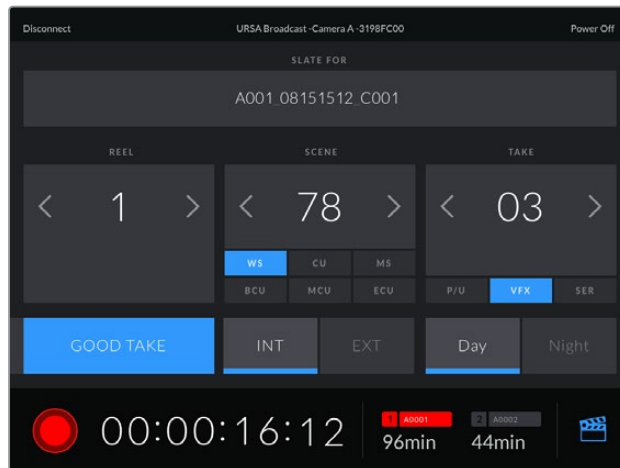 Disconnect URSA Broadcast -Camera A -3198FC00 Power Off
SLATE FOR
A001_08151512_C001
REEL SCENE TAKE
1 78 03
WS CU MS
BCU MCU ECU P/U VFX SER
GOOD TAKE INT EXT Day Night
1 A0001 2 A0002
00:00:16:12 96min 44min